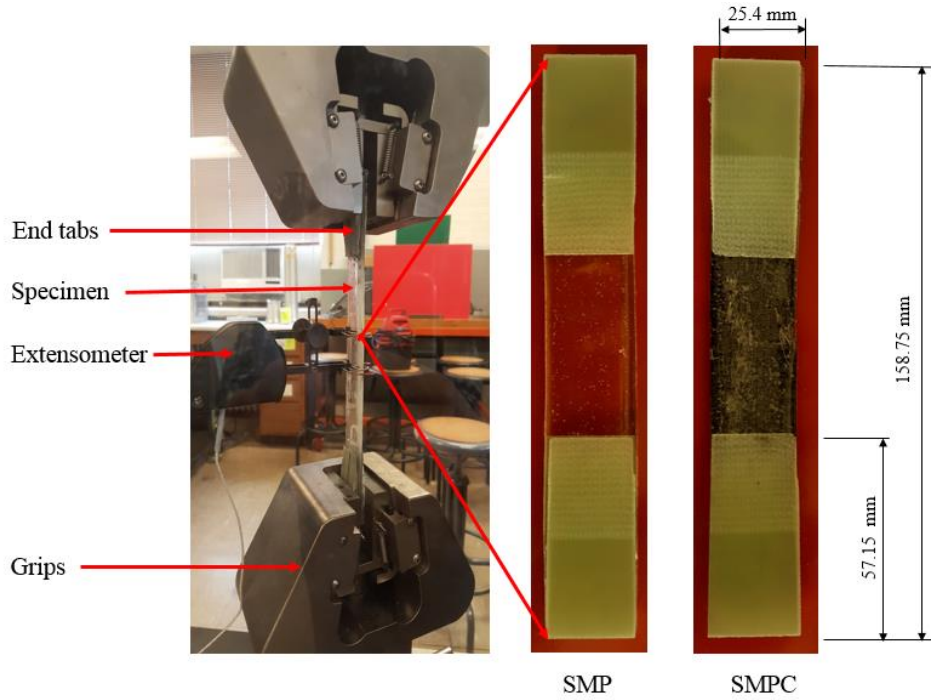 25.4 mm
End tabs
Specimen
Extensometer
158.75 mm
57.15 mm
Grips
SMP
SMPC